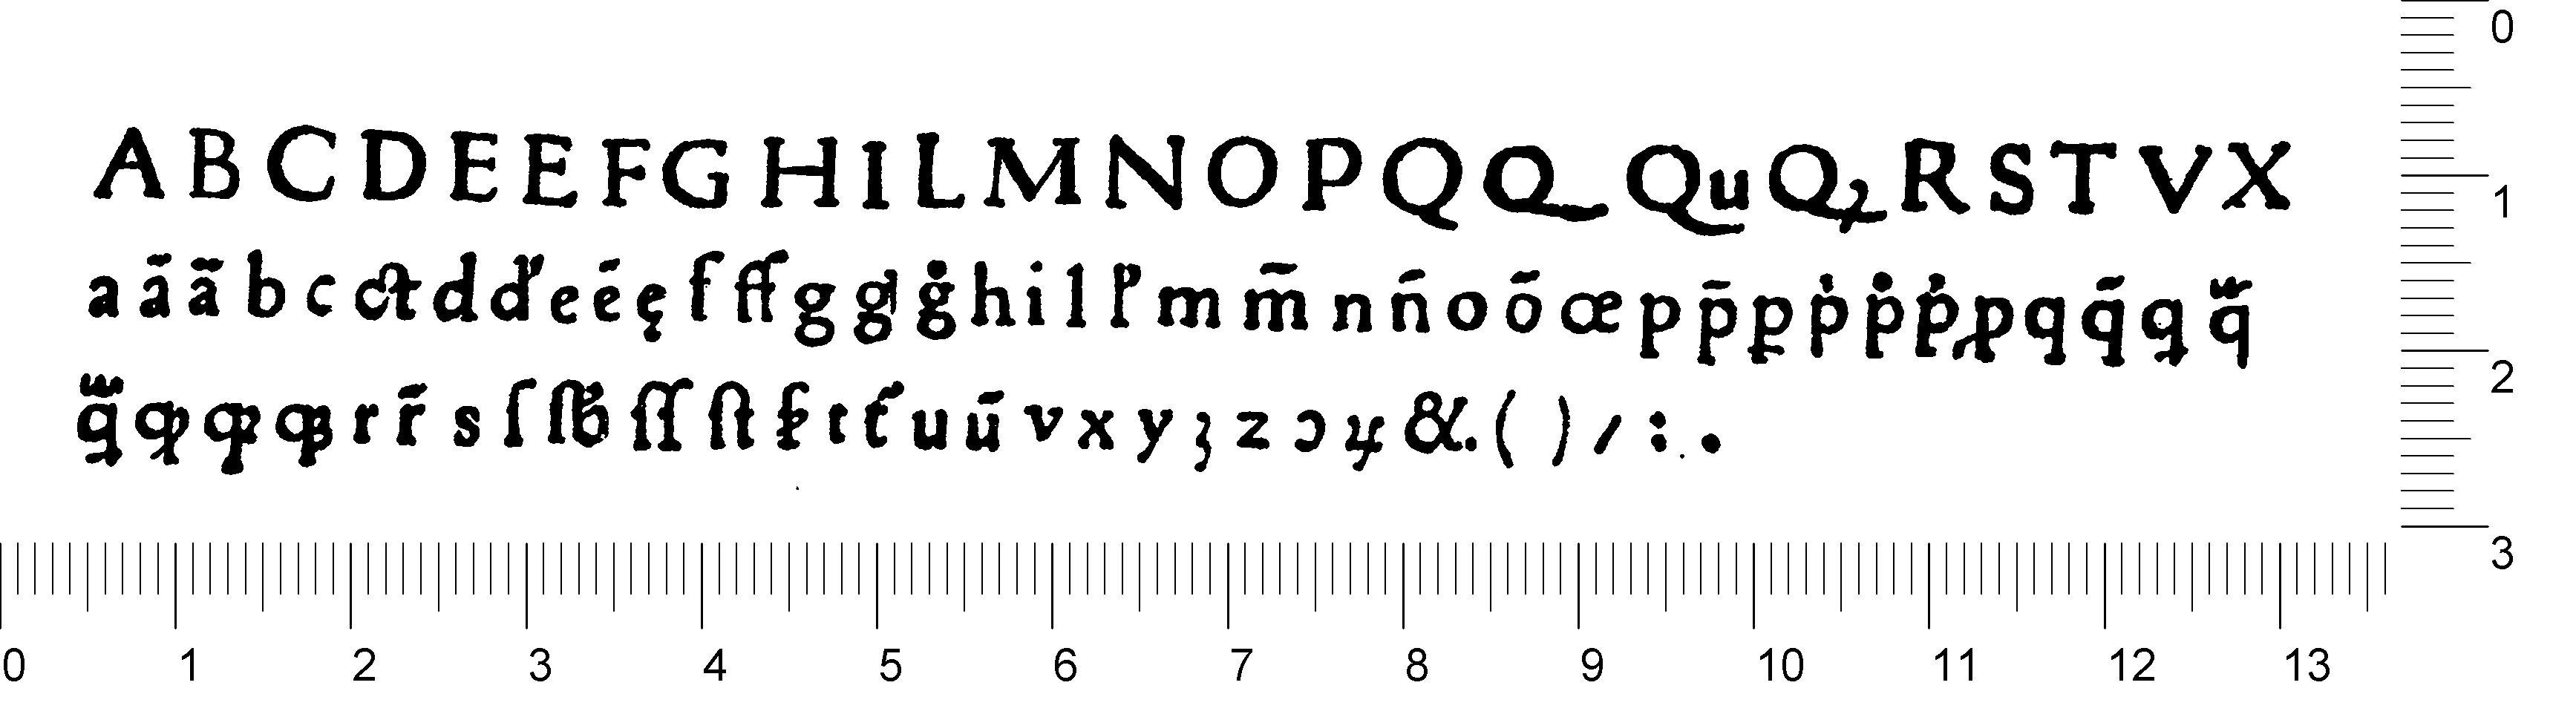 A B C D E E F G H I L M N O P Q Q Qu Qꝫ R S T V X
a ã ã b c ct d d' e ē ę f ff g g' g̊ h i l l' m m̄ n n̄ o ō œ p p̄ ꝑ ṗ p̊ ṗ ꝓ q q̄ ꝗ q̃
q̃ ꝙ r r̄ s ſ ſb ſſ ſt t t' u ū v x y ꝫ z ɔ & . ( ) / : .
0 1 2 3
0 1 2 3 4 5 6 7 8 9 10 11 12 13